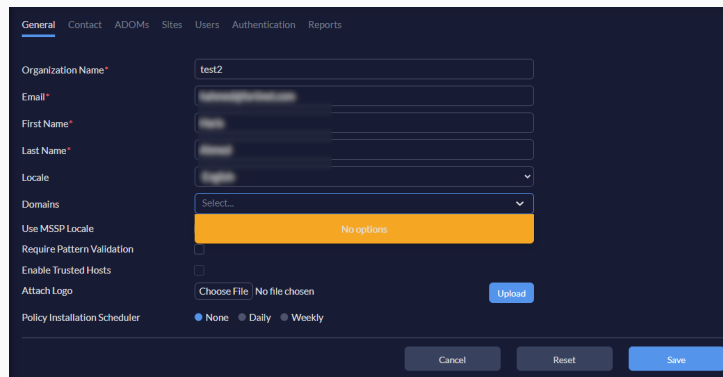 General Contact ADOMs Sites Users Authentication Reports
Organization Name* test2
Email*
First Name*
Last Name*
Locale English
Domains Select...
Use MSSP Locale No options
Require Pattern Validation
Enable Trusted Hosts
Attach Logo Choose File No file chosen Upload
Policy Installation Scheduler None Daily Weekly
Cancel Reset Save